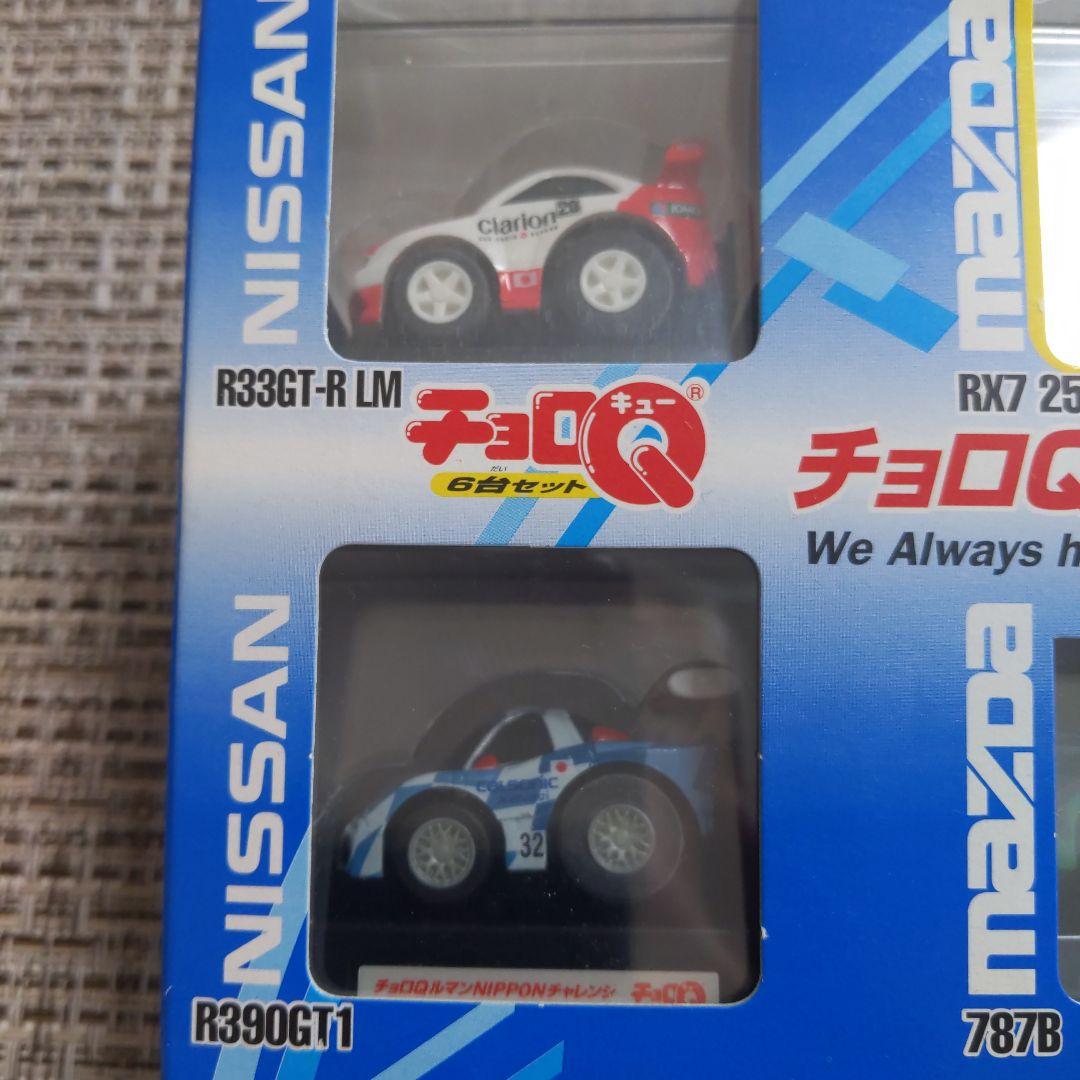 NISSAN
mazda
Clarion
28
R33GT-R LM
RX7 25
チョロQ
キュー
®
だい
6台セット
チョロQ
We Always h
NISSAN
mazda
CALSONIC
32
チョロQルマンNIPPONチャレンジ
チョロQ
R390GT1
787B